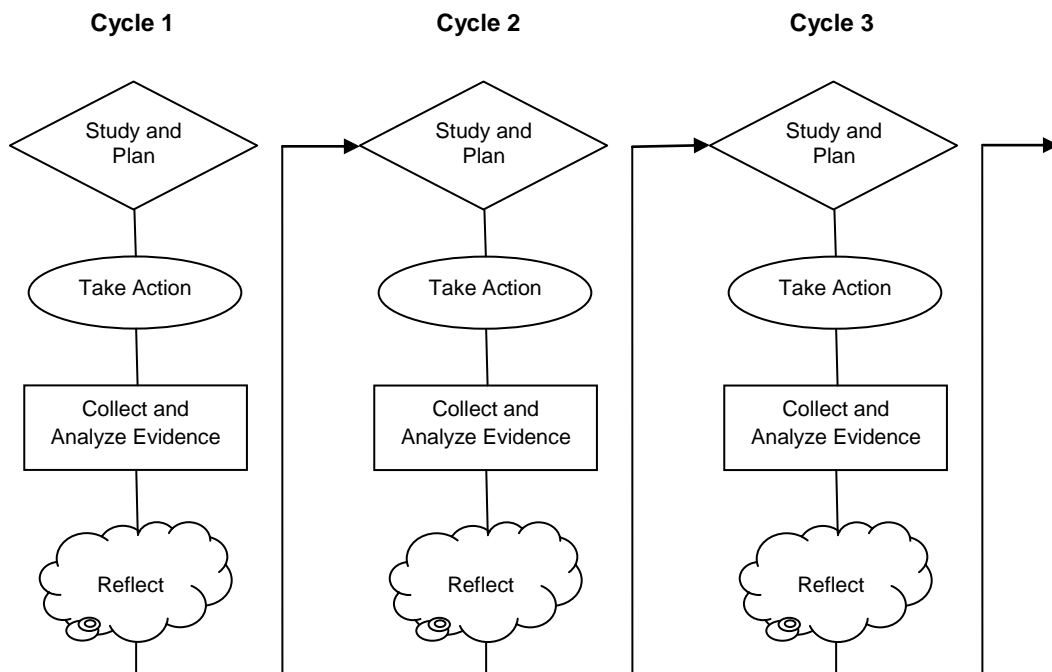 Cycle 1
Cycle 2
Cycle 3
Study and
Plan
Study and
Plan
Study and
Plan
Take Action
Take Action
Take Action
Collect and
Analyze Evidence
Collect and
Analyze Evidence
Collect and
Analyze Evidence
Reflect
Reflect
Reflect